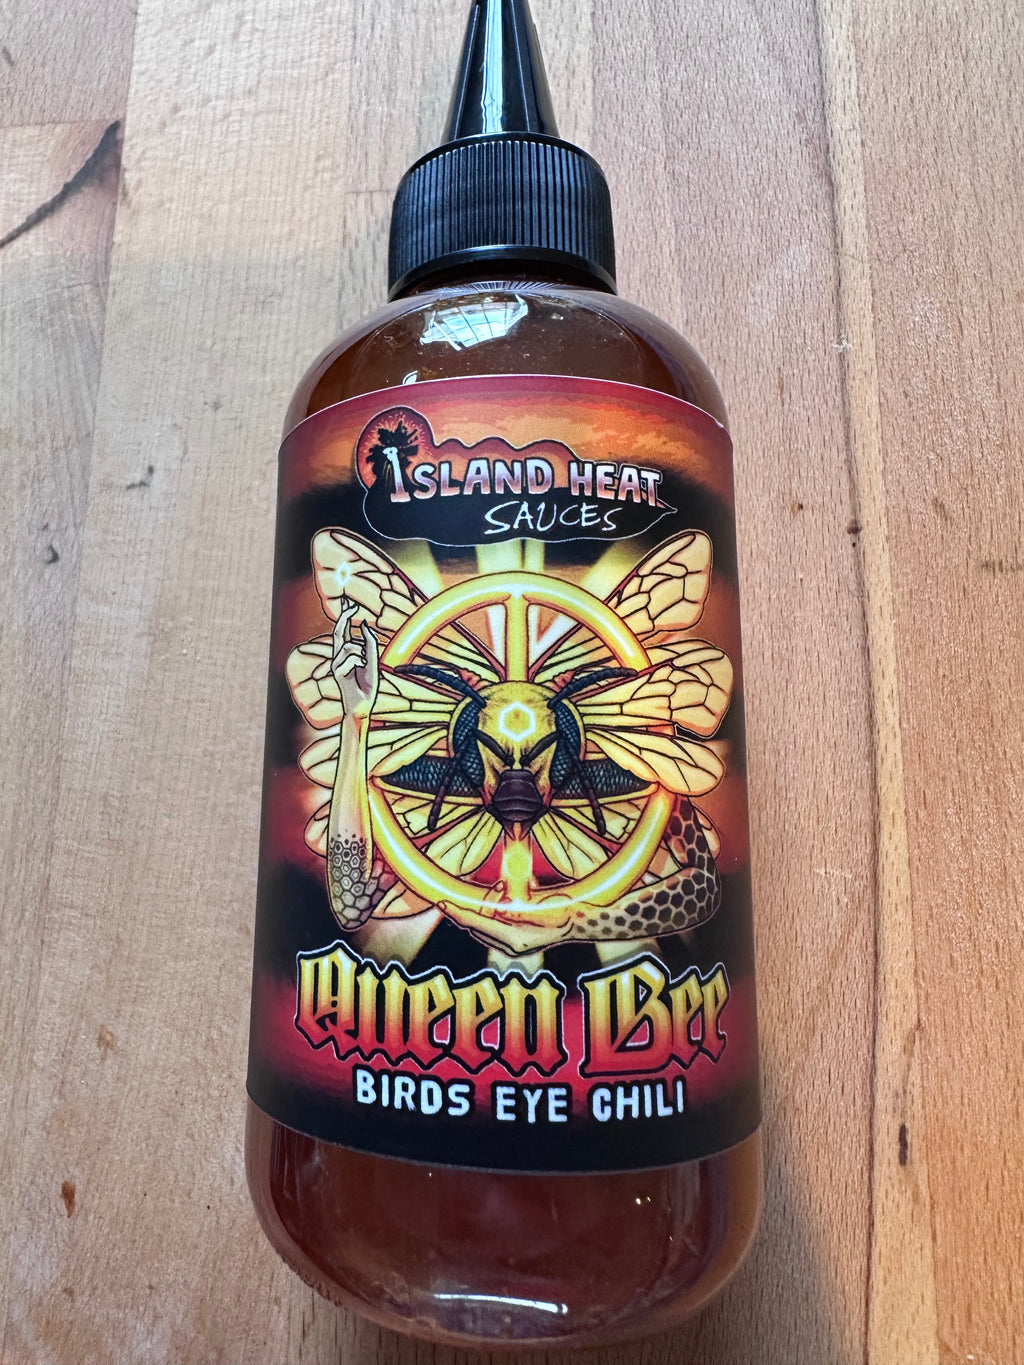 ISLAND HEAT
SAUCES
Queen Bee
BIRDS EYE CHILI